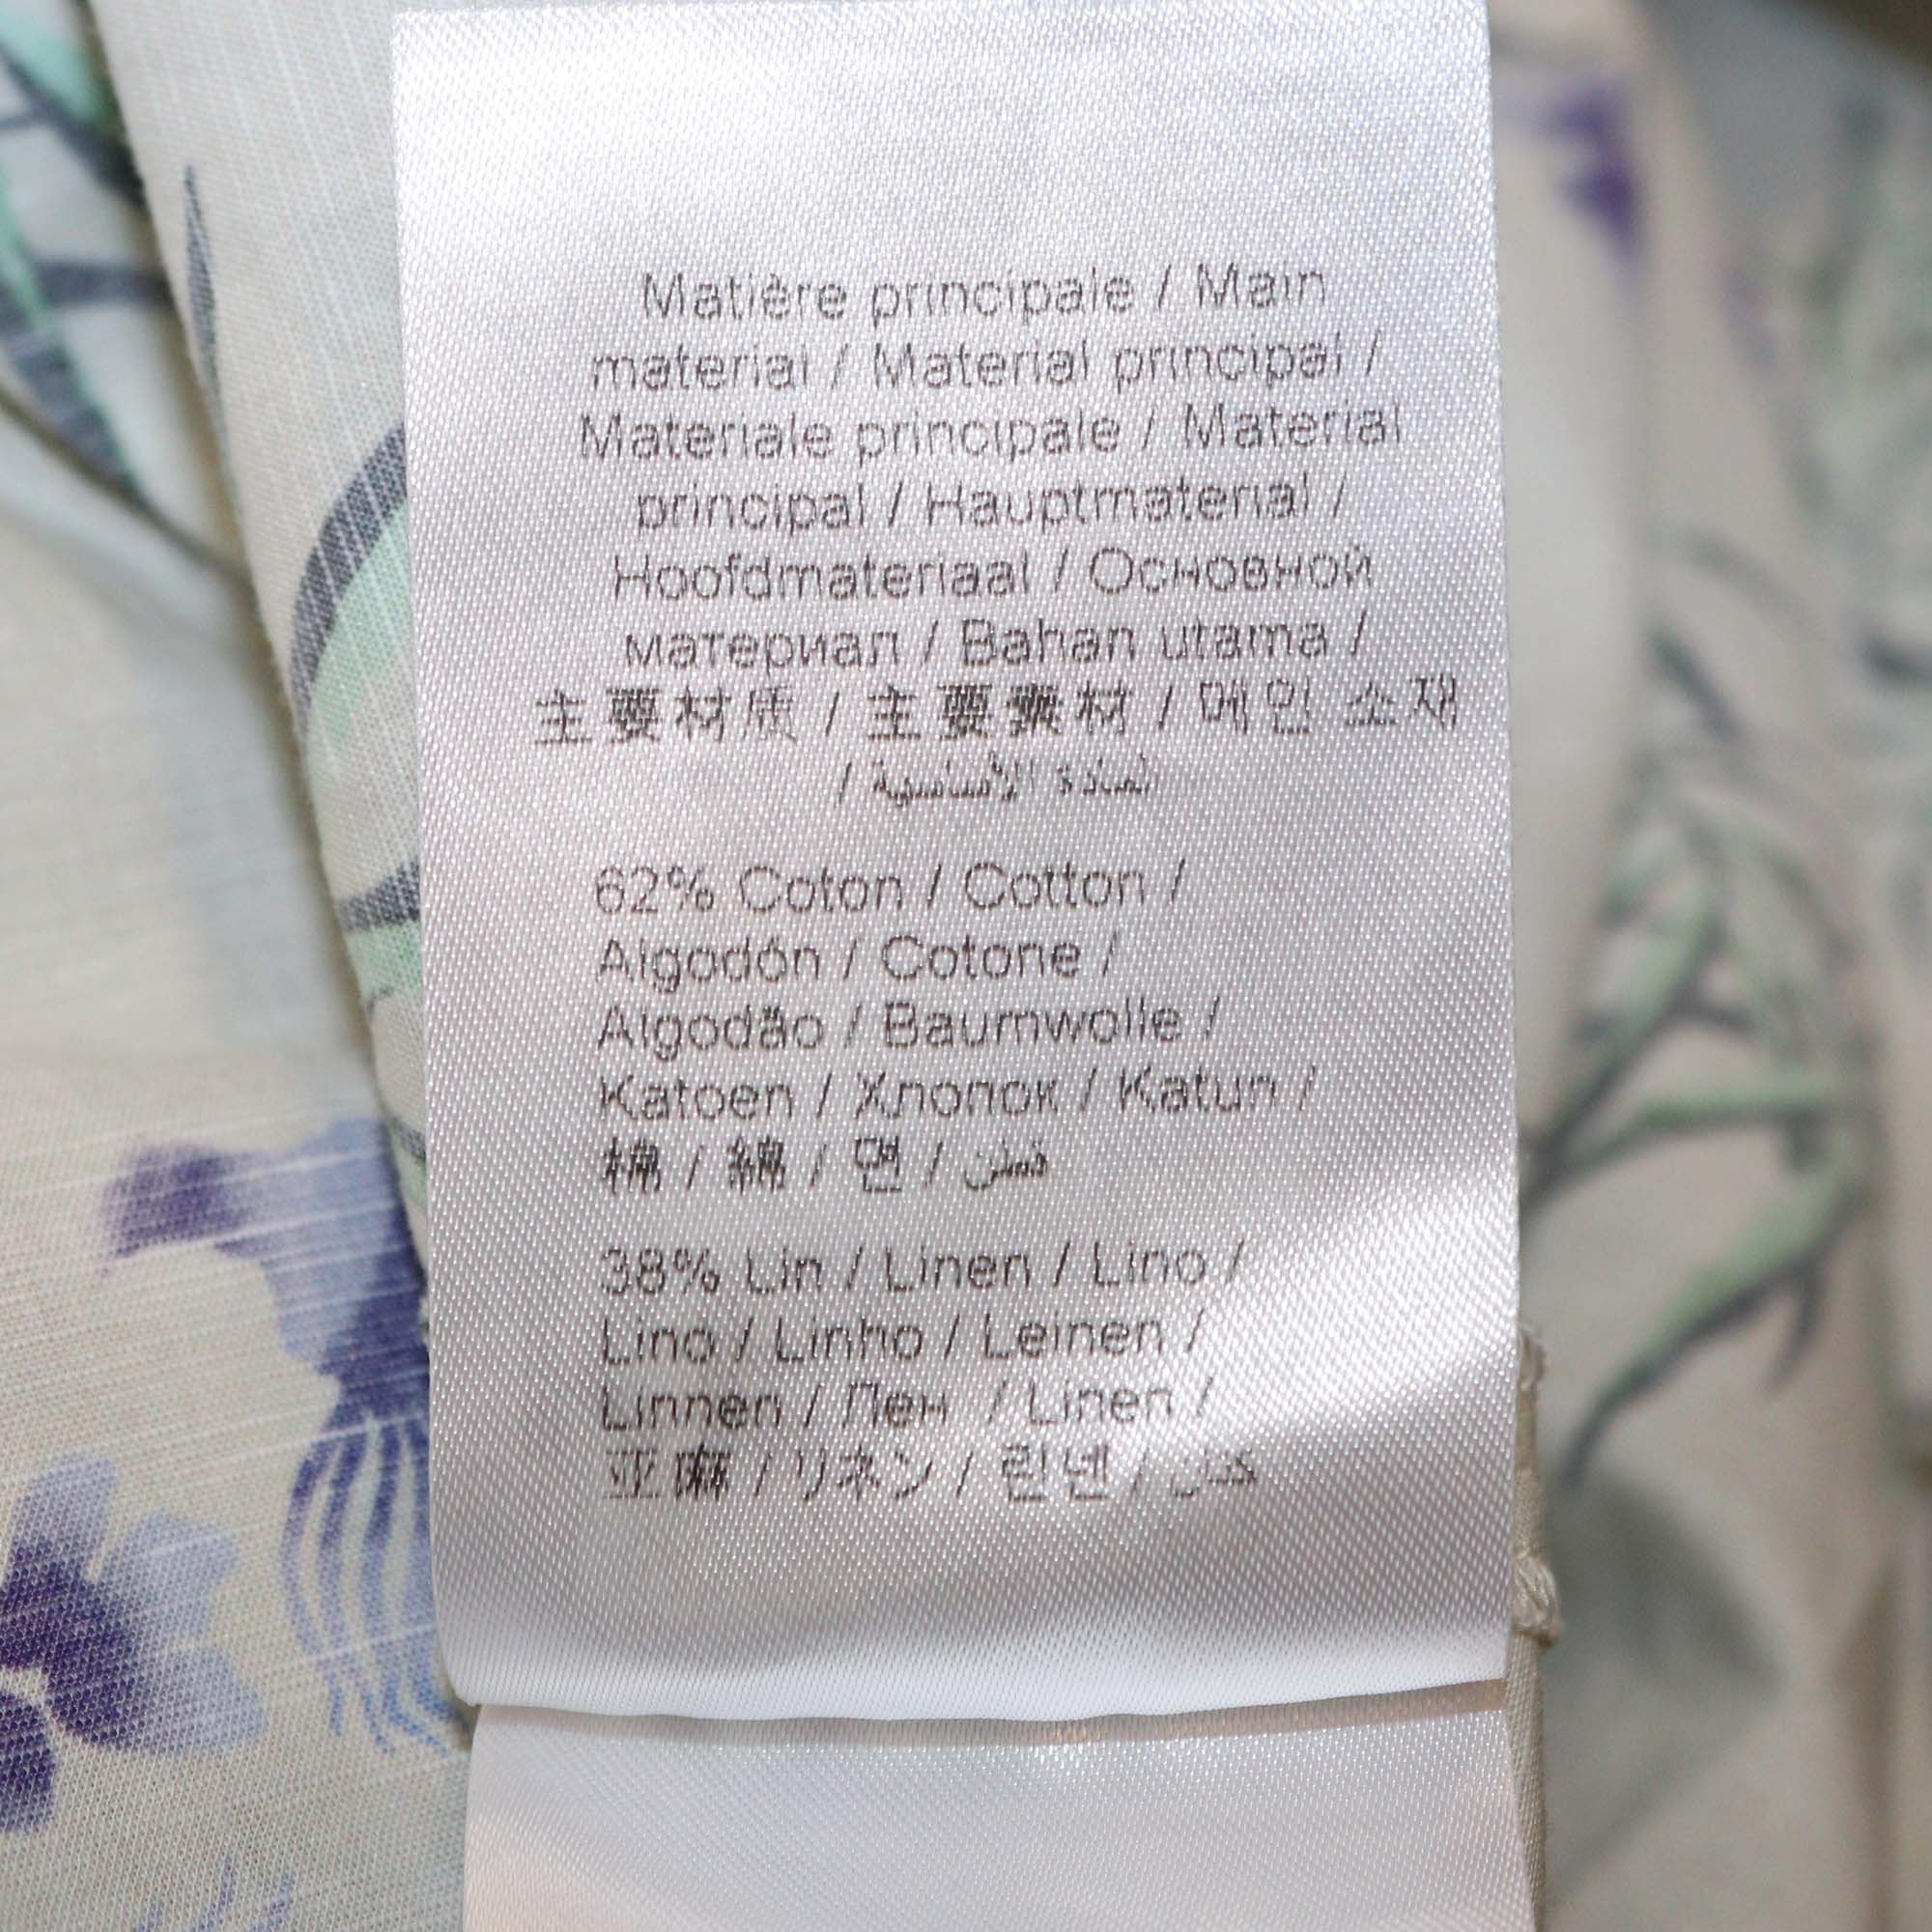 Matière principale / Main
material / Material principal /
Materiale principale / Material
principal / Hauptmaterial /
Hoofdmateriaal / Основной
материал / Bahan utama /
主要材质 / 主要素材 / 메인 소재
/ لمادة الأساسية
62% Coton / Cotton /
Algodón / Cotone /
Algodão / Baumwolle /
Katoen / Хлопок / Katun /
棉 / 綿 / 면 / قطن
38% Lin / Linen / Lino /
Lino / Linho / Leinen /
Linnen / Лен / Linen /
亚麻 / リネン / 린넨 /